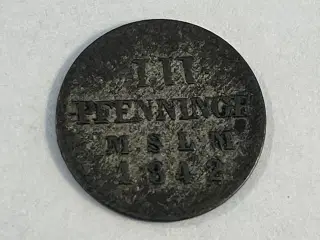 III
PFENNINGE
M. S. L. M.
1842